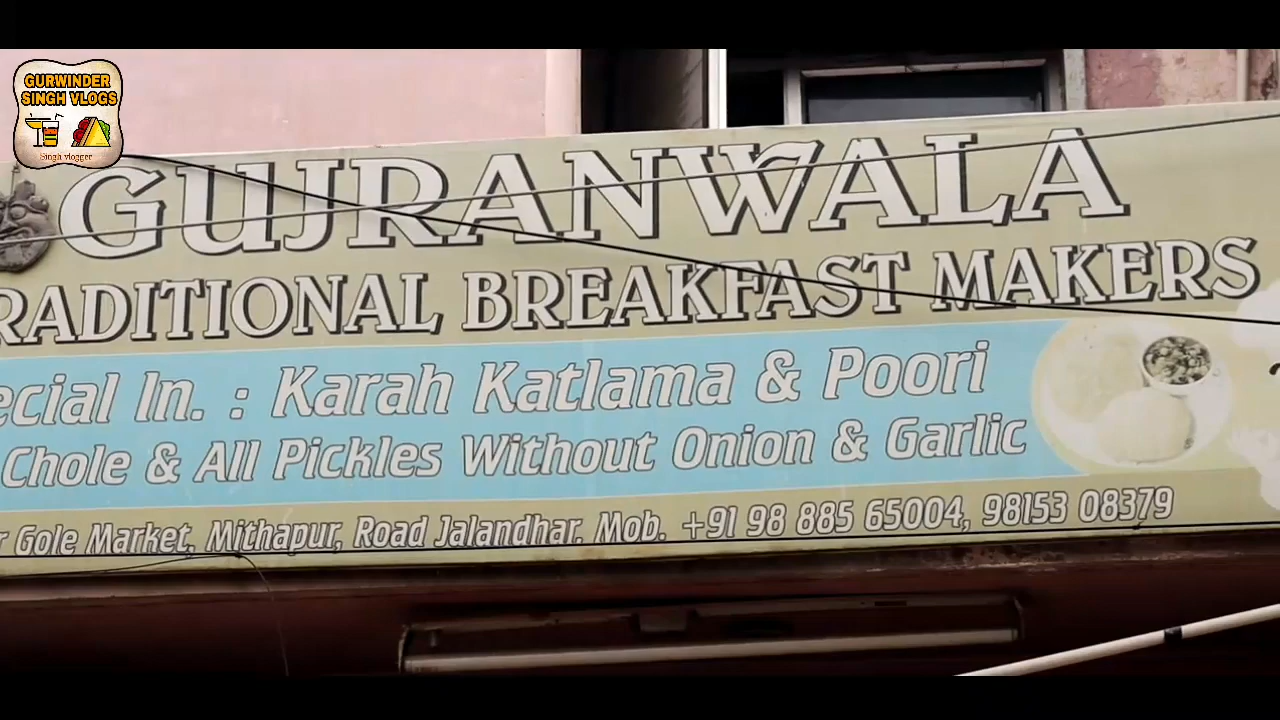 GURWINDER
SINGH VLOGS
Singh vlogger
GUJRANWALA
RADITIONAL BREAKFAST MAKERS
ecial In. : Karah Katlama & Poori
Chole & All Pickles Without Onion & Garlic
r Gole Market, Mithapur, Road Jalandhar. Mob. +91 98 885 65004, 98153 08379